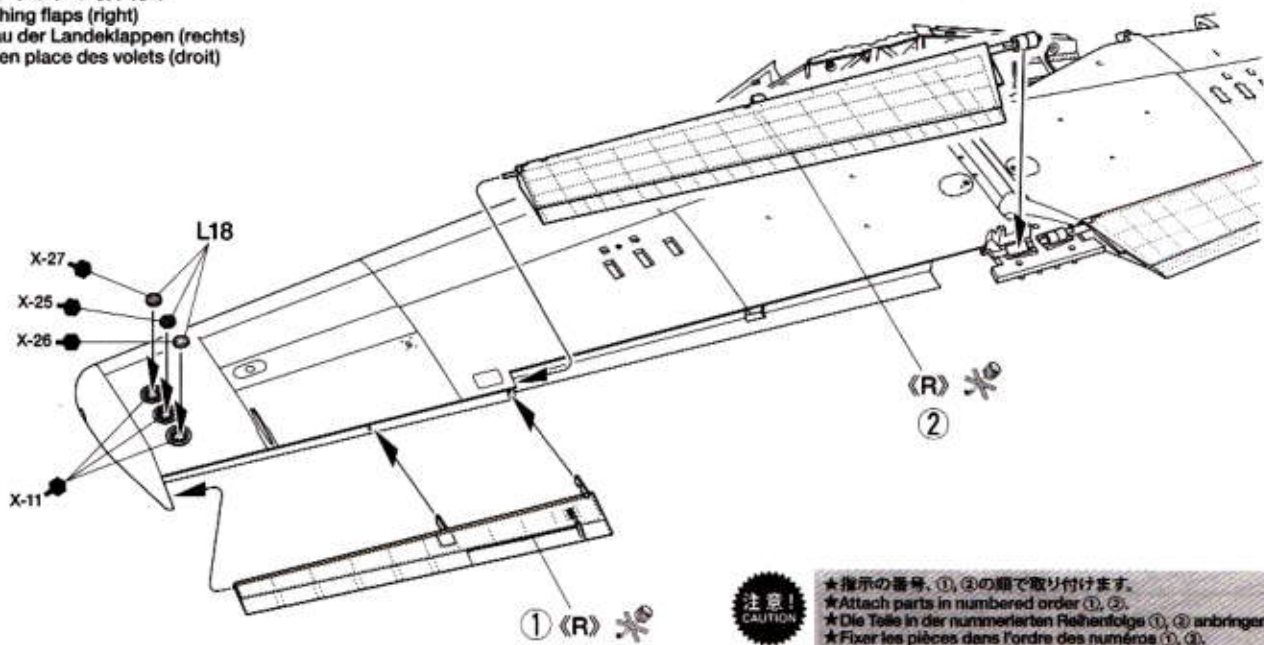 hing flaps (right)
au der Landeklappen (rechts)
en place des volets (droit)
L18
X-27
X-25
X-26
X-11
《R》
②
① 《R》
注意!
CAUTION
★指示の番号、①, ②の順で取り付けます。
★Attach parts in numbered order ①, ②.
★Die Teile in der nummerierten Reihenfolge ①, ② anbringen
★Fixer les pièces dans l'ordre des numéros ①, ②.